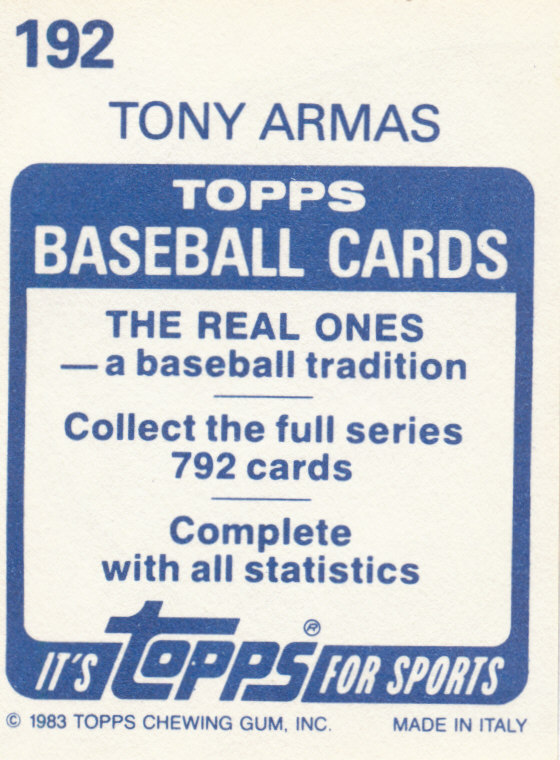 192
TONY ARMAS
TOPPS
BASEBALL CARDS
THE REAL ONES
— a baseball tradition
Collect the full series
792 cards
Complete
with all statistics
IT'S topps® FOR SPORTS
© 1983 TOPPS CHEWING GUM, INC. MADE IN ITALY